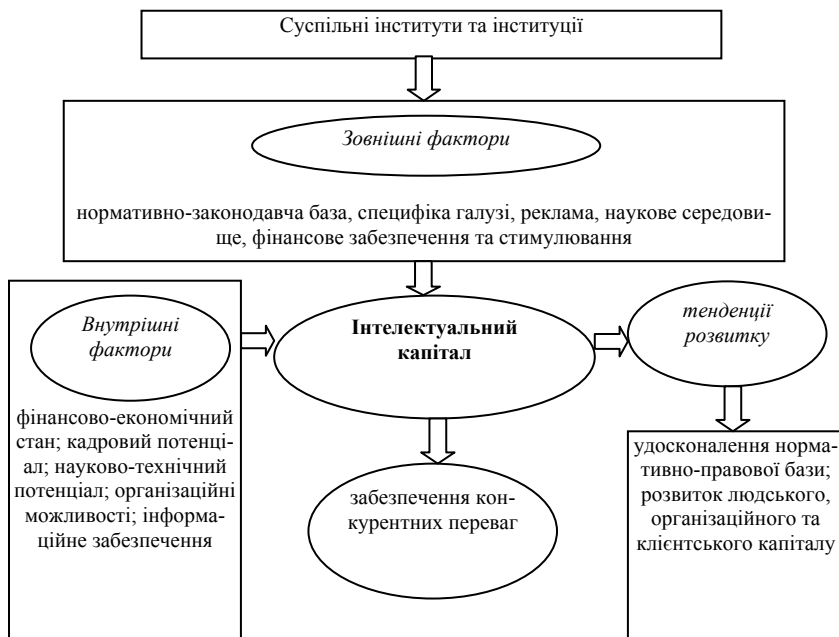 Суспільні інститути та інституції
Зовнішні фактори
нормативно-законодавча база, специфіка галузі, реклама, наукове середови-
ще, фінансове забезпечення та стимулювання
Внутрішні
фактори
фінансово-економічний
стан; кадровий потенці-
ал; науково-технічний
потенціал; організаційні
можливості; інформа-
ційне забезпечення
Інтелектуальний
капітал
забезпечення кон-
курентних переваг
тенденції
розвитку
удосконалення норма-
тивно-правової бази;
розвиток людського,
організаційного та
клієнтського капіталу